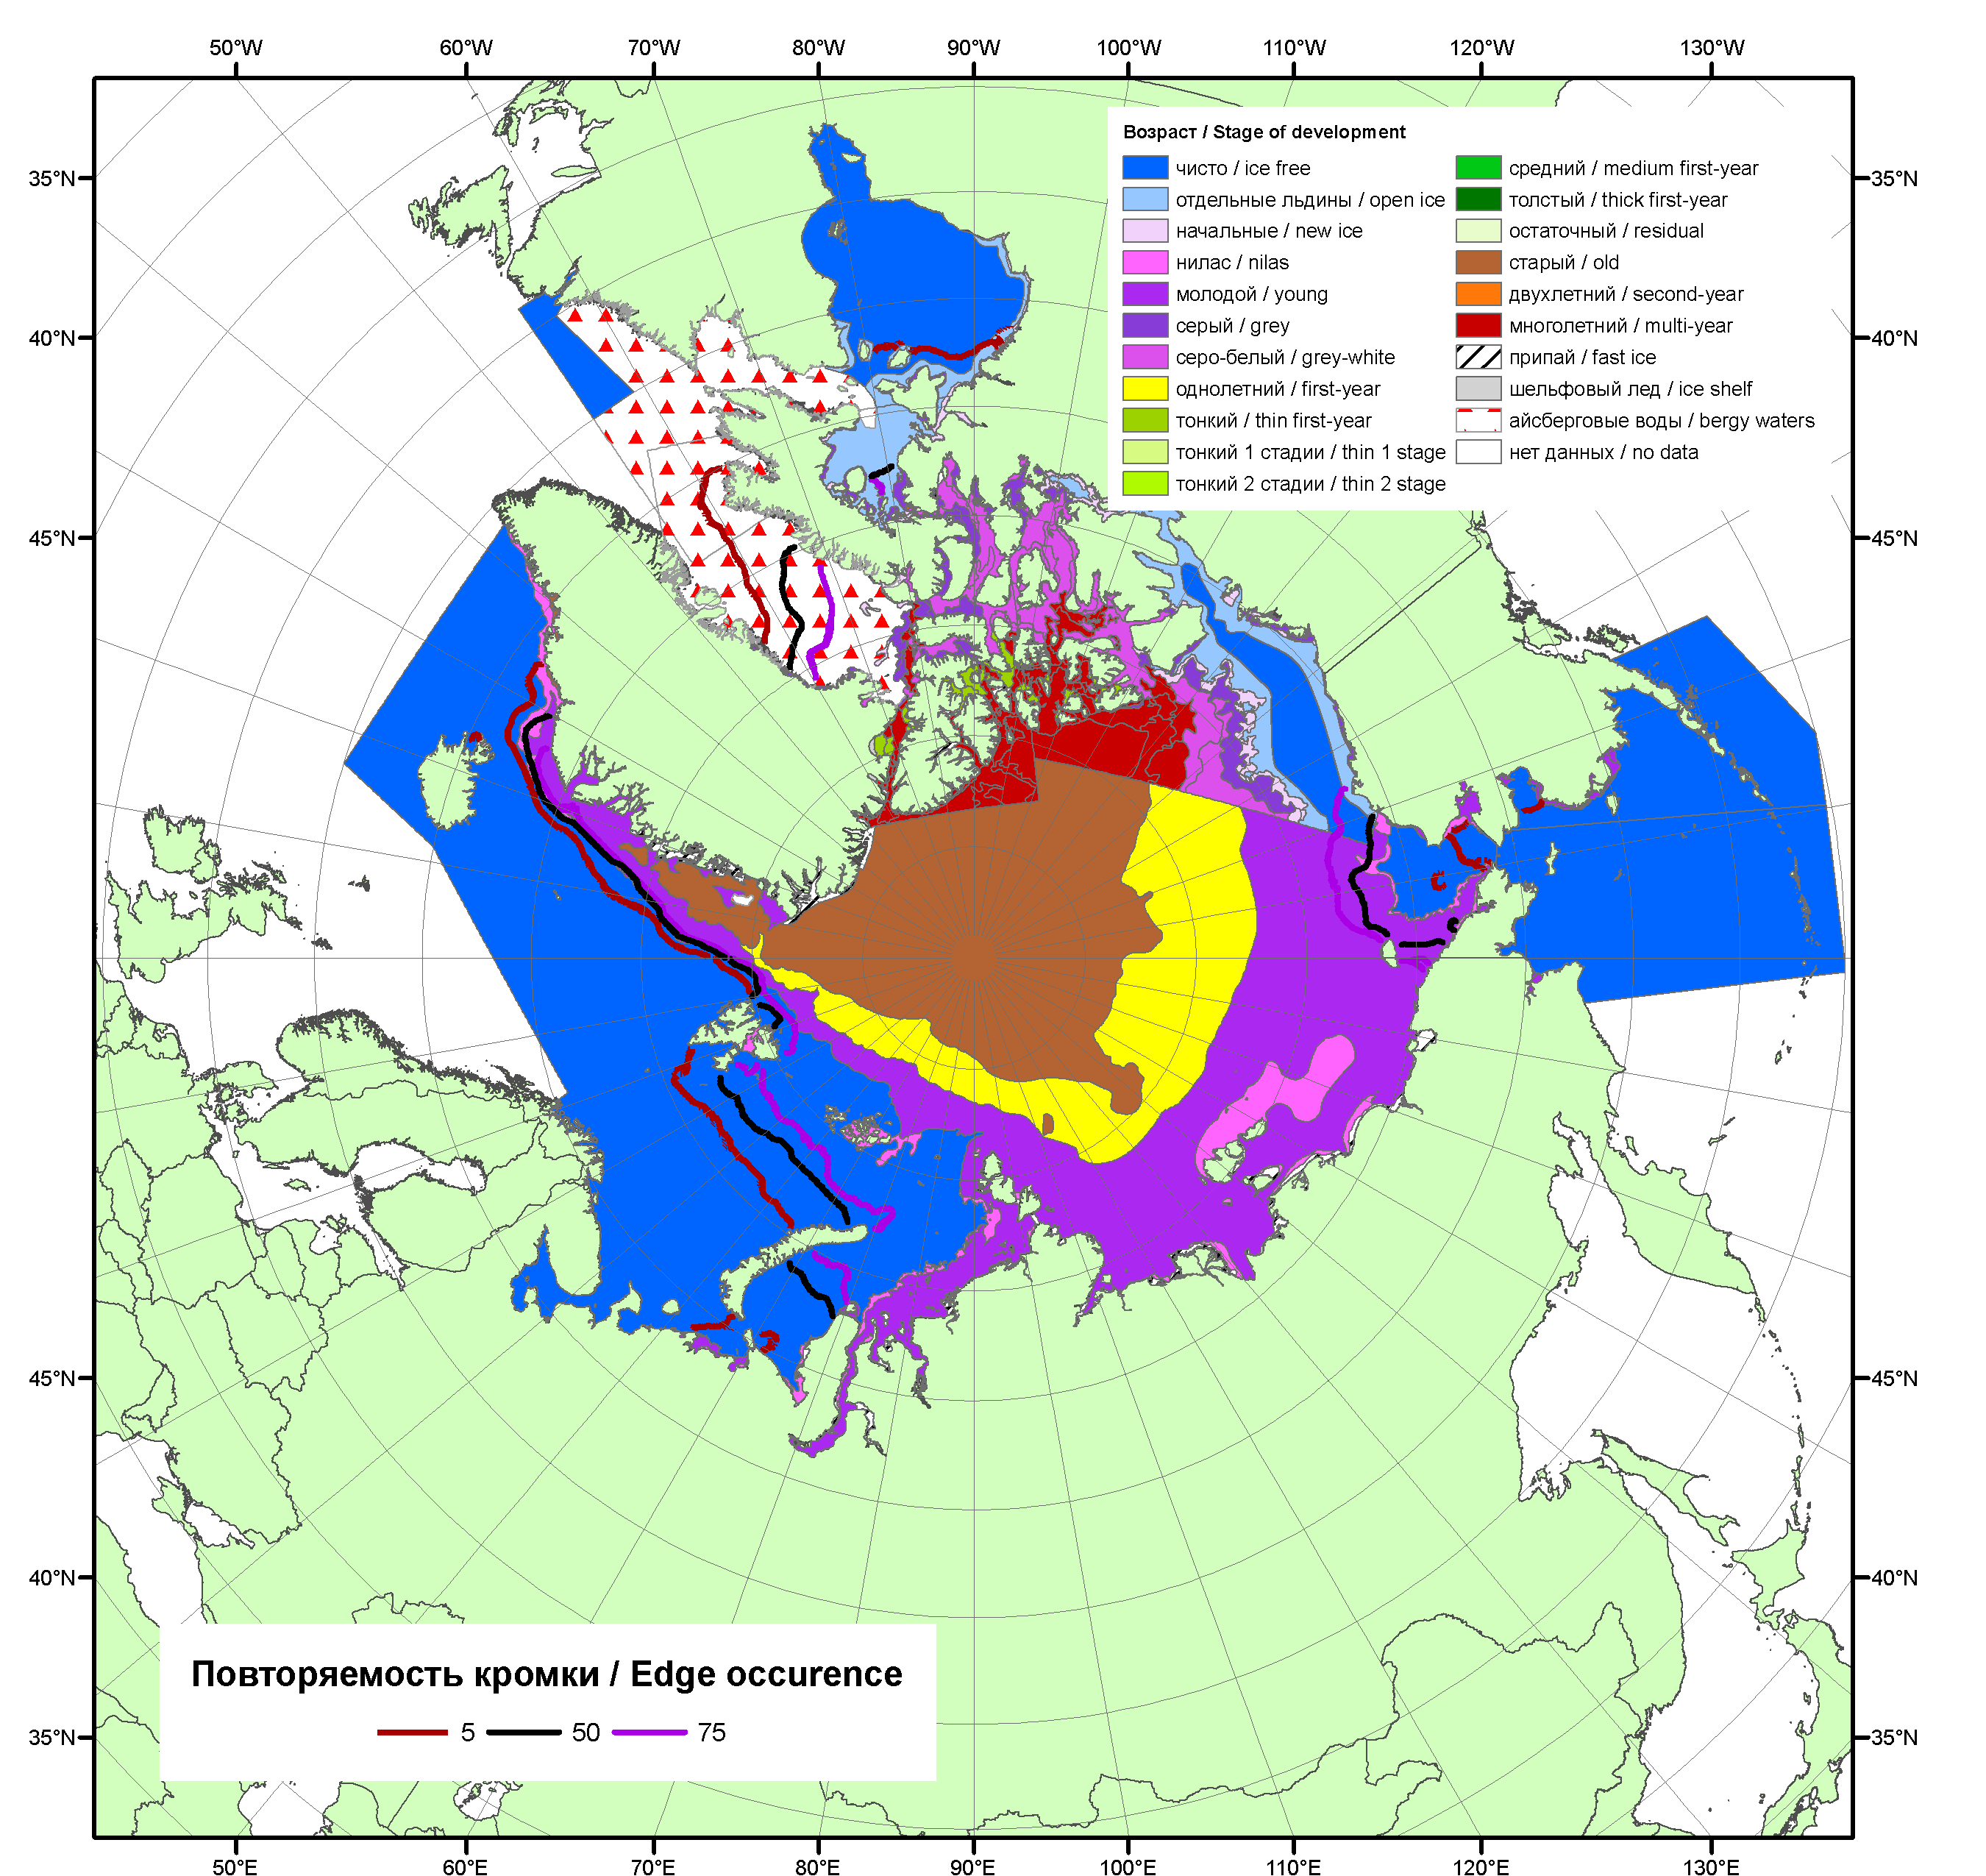 50°W 60°W 70°W 80°W 90°W 100°W 110°W 120°W 130°W
Возраст / Stage of development
чисто / ice free
отдельные льдины / open ice
начальные / new ice
нилас / nilas
молодой / young
серый / grey
серо-белый / grey-white
однолетний / first-year
тонкий / thin first-year
тонкий 1 стадии / thin 1 stage
тонкий 2 стадии / thin 2 stage
средний / medium first-year
толстый / thick first-year
остаточный / residual
старый / old
двухлетний / second-year
многолетний / multi-year
припай / fast ice
шельфовый лед / ice shelf
айсберговые воды / bergy waters
нет данных / no data
35°N 35°N
40°N 40°N
45°N 45°N
45°N 45°N
40°N 40°N
35°N 35°N
Повторяемость кромки / Edge occurence
5 50 75
50°E 60°E 70°E 80°E 90°E 100°E 110°E 120°E 130°E